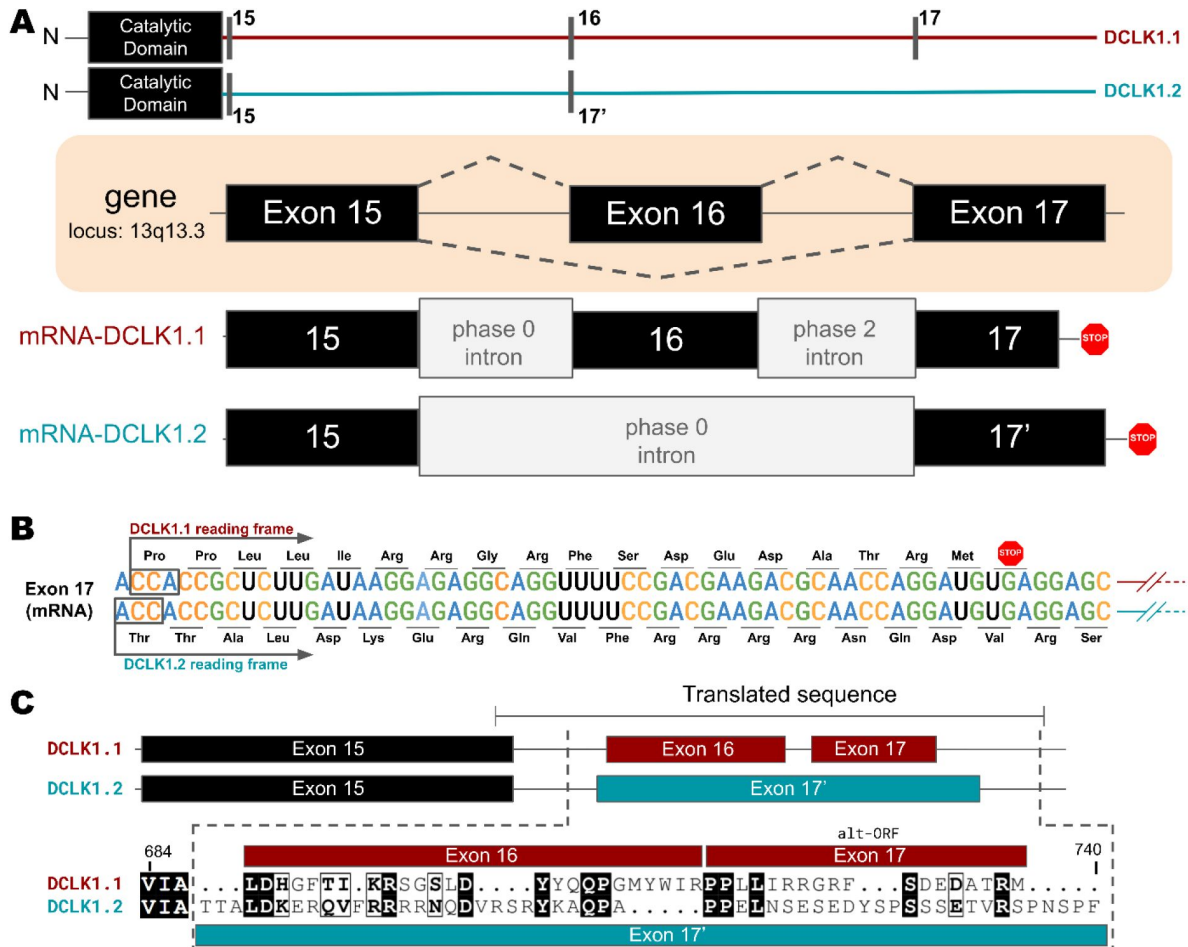 A
15
16
17
N
Catalytic
Domain
DCLK1.1
N
Catalytic
Domain
DCLK1.2
15
17'
gene
locus: 13q13.3
Exon 15
Exon 16
Exon 17
mRNA-DCLK1.1
15
phase 0
intron
16
phase 2
intron
17
STOP
mRNA-DCLK1.2
15
phase 0
intron
17'
STOP
B
DCLK1.1 reading frame
Pro Pro Leu Leu Ile Arg Arg Gly Arg Phe Ser Asp Glu Asp Ala Thr Arg Met STOP
Exon 17
(mRNA)
ACCACCGCUCUUGAUAAGGAGAGGCAGGUUUUCCGACGAAGACGCAACCAGGAUGUGAGGAGC
ACCACCGCUCUUGAUAAGGAGAGGCAGGUUUUCCGACGAAGACGCAACCAGGAUGUGAGGAGC
Thr Thr Ala Leu Asp Lys Glu Arg Gln Val Phe Arg Arg Arg Arg Asn Gln Asp Val Arg Ser
DCLK1.2 reading frame
C
Translated sequence
DCLK1.1
Exon 15
Exon 16
Exon 17
DCLK1.2
Exon 15
Exon 17'
alt-ORF
684
Exon 16
Exon 17
740
DCLK1.1 VIA...LDHGFTI.KRSGSLD....YYQQPGMYWIRPPLLIRRGRF...SDEDATRM.....
DCLK1.2 VIATTALDKERQVFRRRRNQDVRSRYKAQPA.....PPELNSESEDYSPSSSETVRSPNSPF
Exon 17'